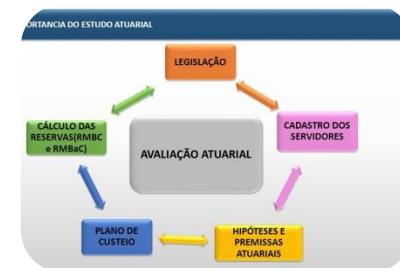 ORTANCIA DO ESTUDO ATUARIAL
LEGISLAÇÃO
CÁLCULO DAS
RESERVAS(RMBC
e RMBaC)
CADASTRO DOS
SERVIDORES
AVALIAÇÃO ATUARIAL
PLANO DE
CUSTEIO
HIPÓTESES E
PREMISSAS
ATUARIAIS